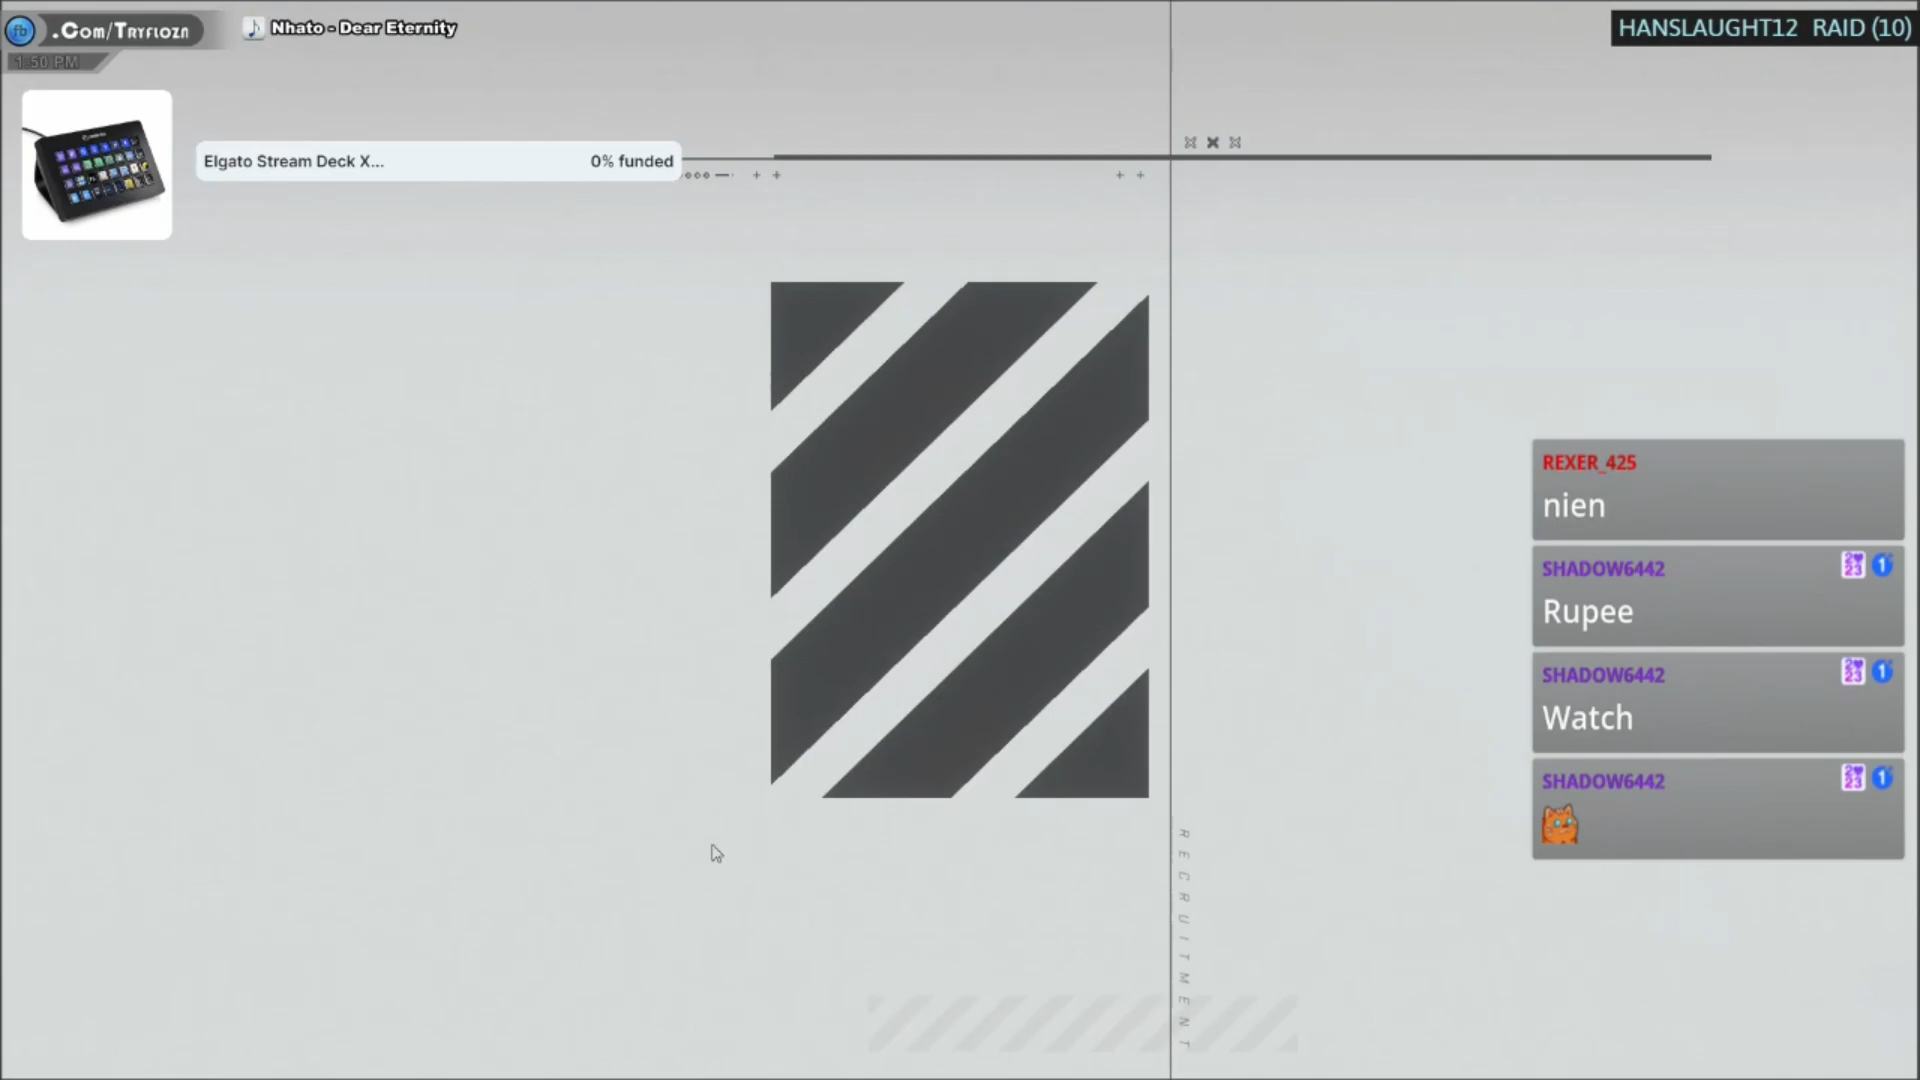 .Com/Tryflozn
Nhato - Dear Eternity
HANSLAUGHT12 RAID (10)
1:50 PM
Elgato Stream Deck X...
0% funded
REXER_425
nien
SHADOW6442
Rupee
SHADOW6442
Watch
SHADOW6442
RECRUITMENT